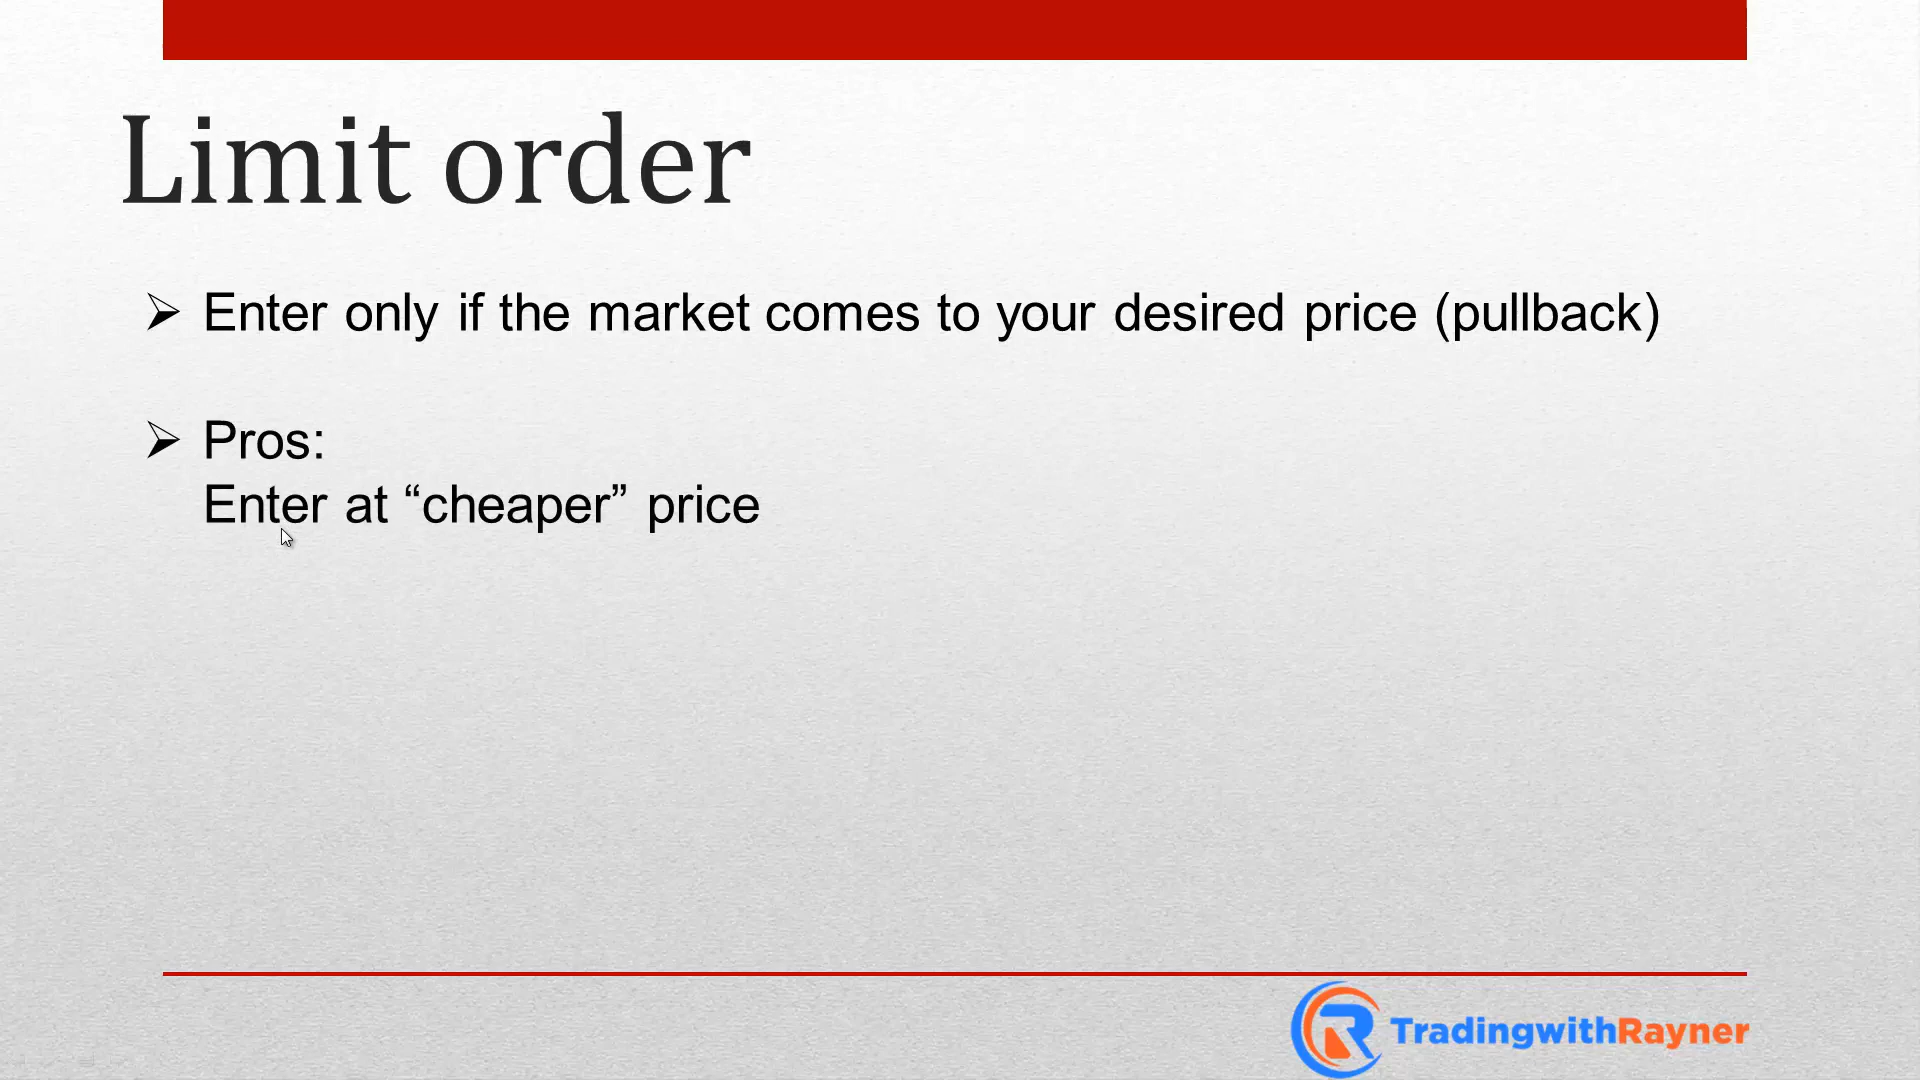 Limit order
Enter only if the market comes to your desired price (pullback)
Pros:
Enter at “cheaper” price
TradingwithRayner